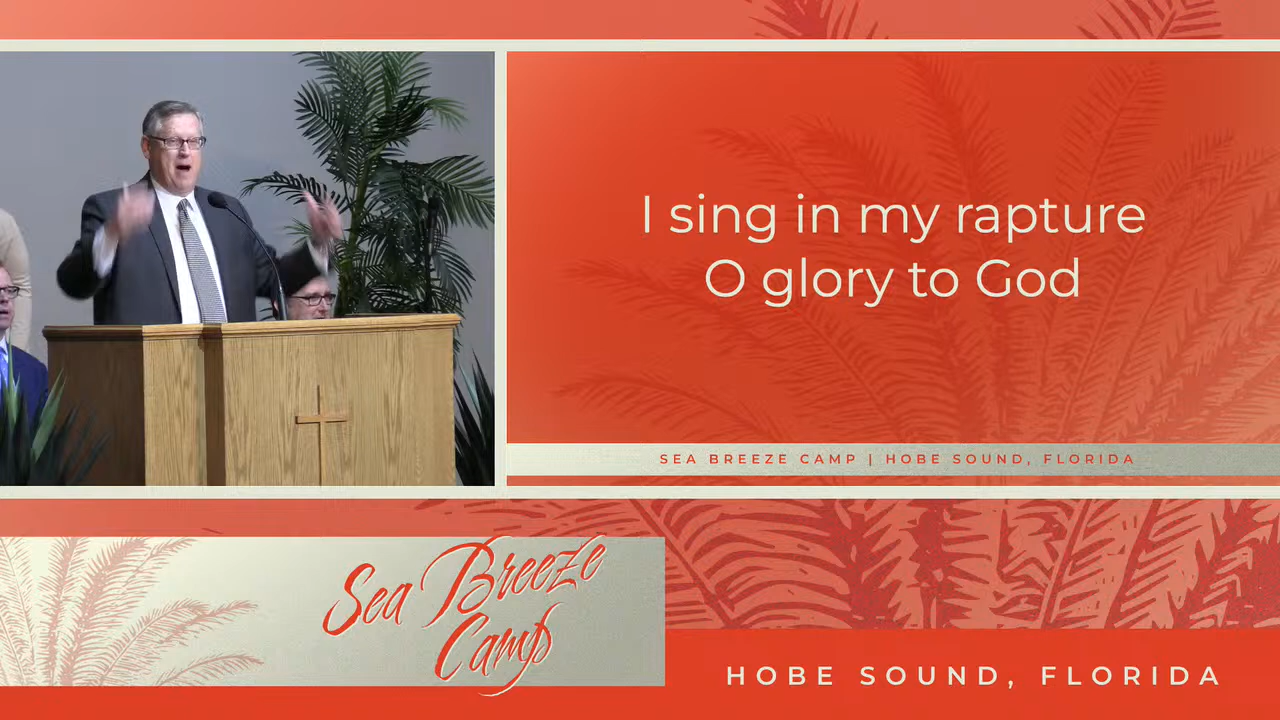 I sing in my rapture
O glory to God
SEA BREEZE CAMP | HOBE SOUND, FLORIDA
Sea Breeze
Camp
HOBE SOUND, FLORIDA